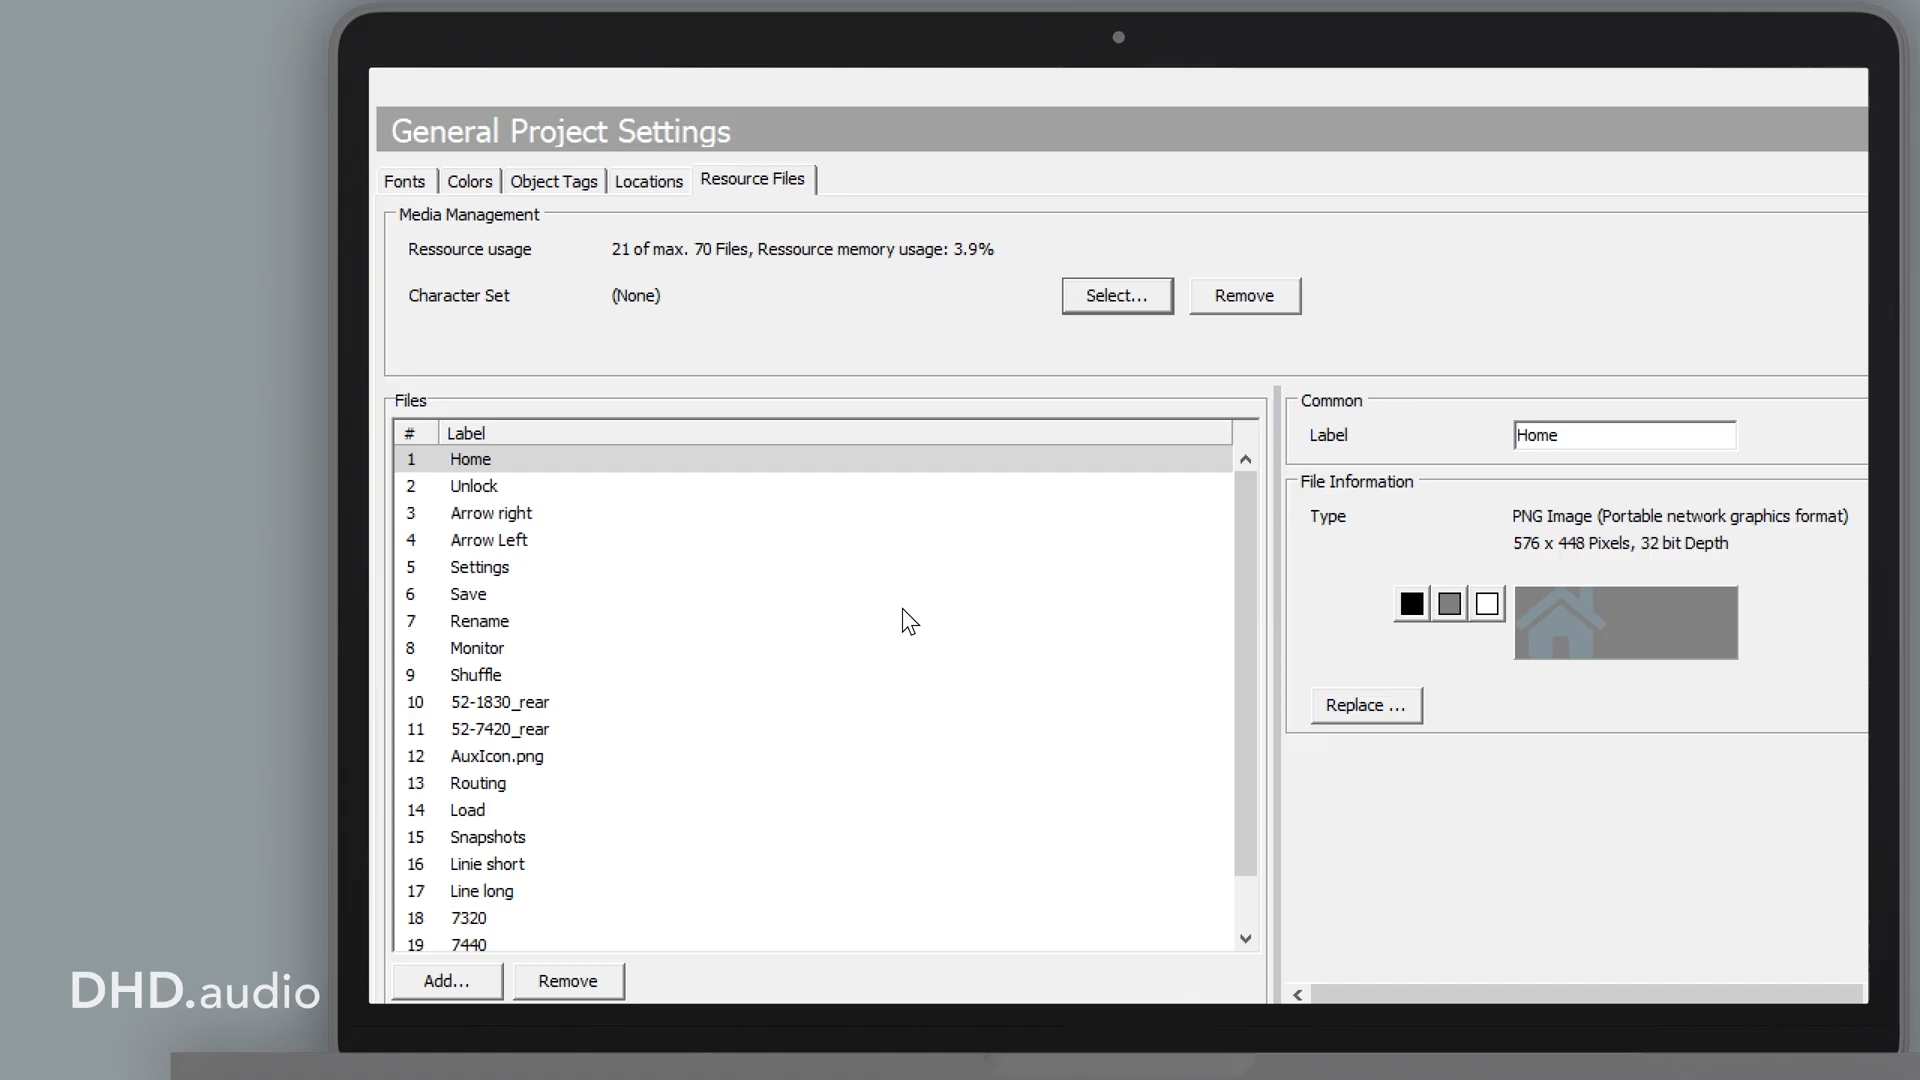 General Project Settings
Fonts Colors Object Tags Locations Resource Files
Media Management
Ressource usage 21 of max. 70 Files, Ressource memory usage: 3.9%
Character Set (None) Select... Remove
Files
# Label
1 Home
2 Unlock
3 Arrow right
4 Arrow Left
5 Settings
6 Save
7 Rename
8 Monitor
9 Shuffle
10 52-1830_rear
11 52-7420_rear
12 AuxIcon.png
13 Routing
14 Load
15 Snapshots
16 Linie short
17 Line long
18 7320
19 7440
Add... Remove
Common
Label Home
File Information
Type PNG Image (Portable network graphics format)
576 x 448 Pixels, 32 bit Depth
Replace ...
DHD.audio